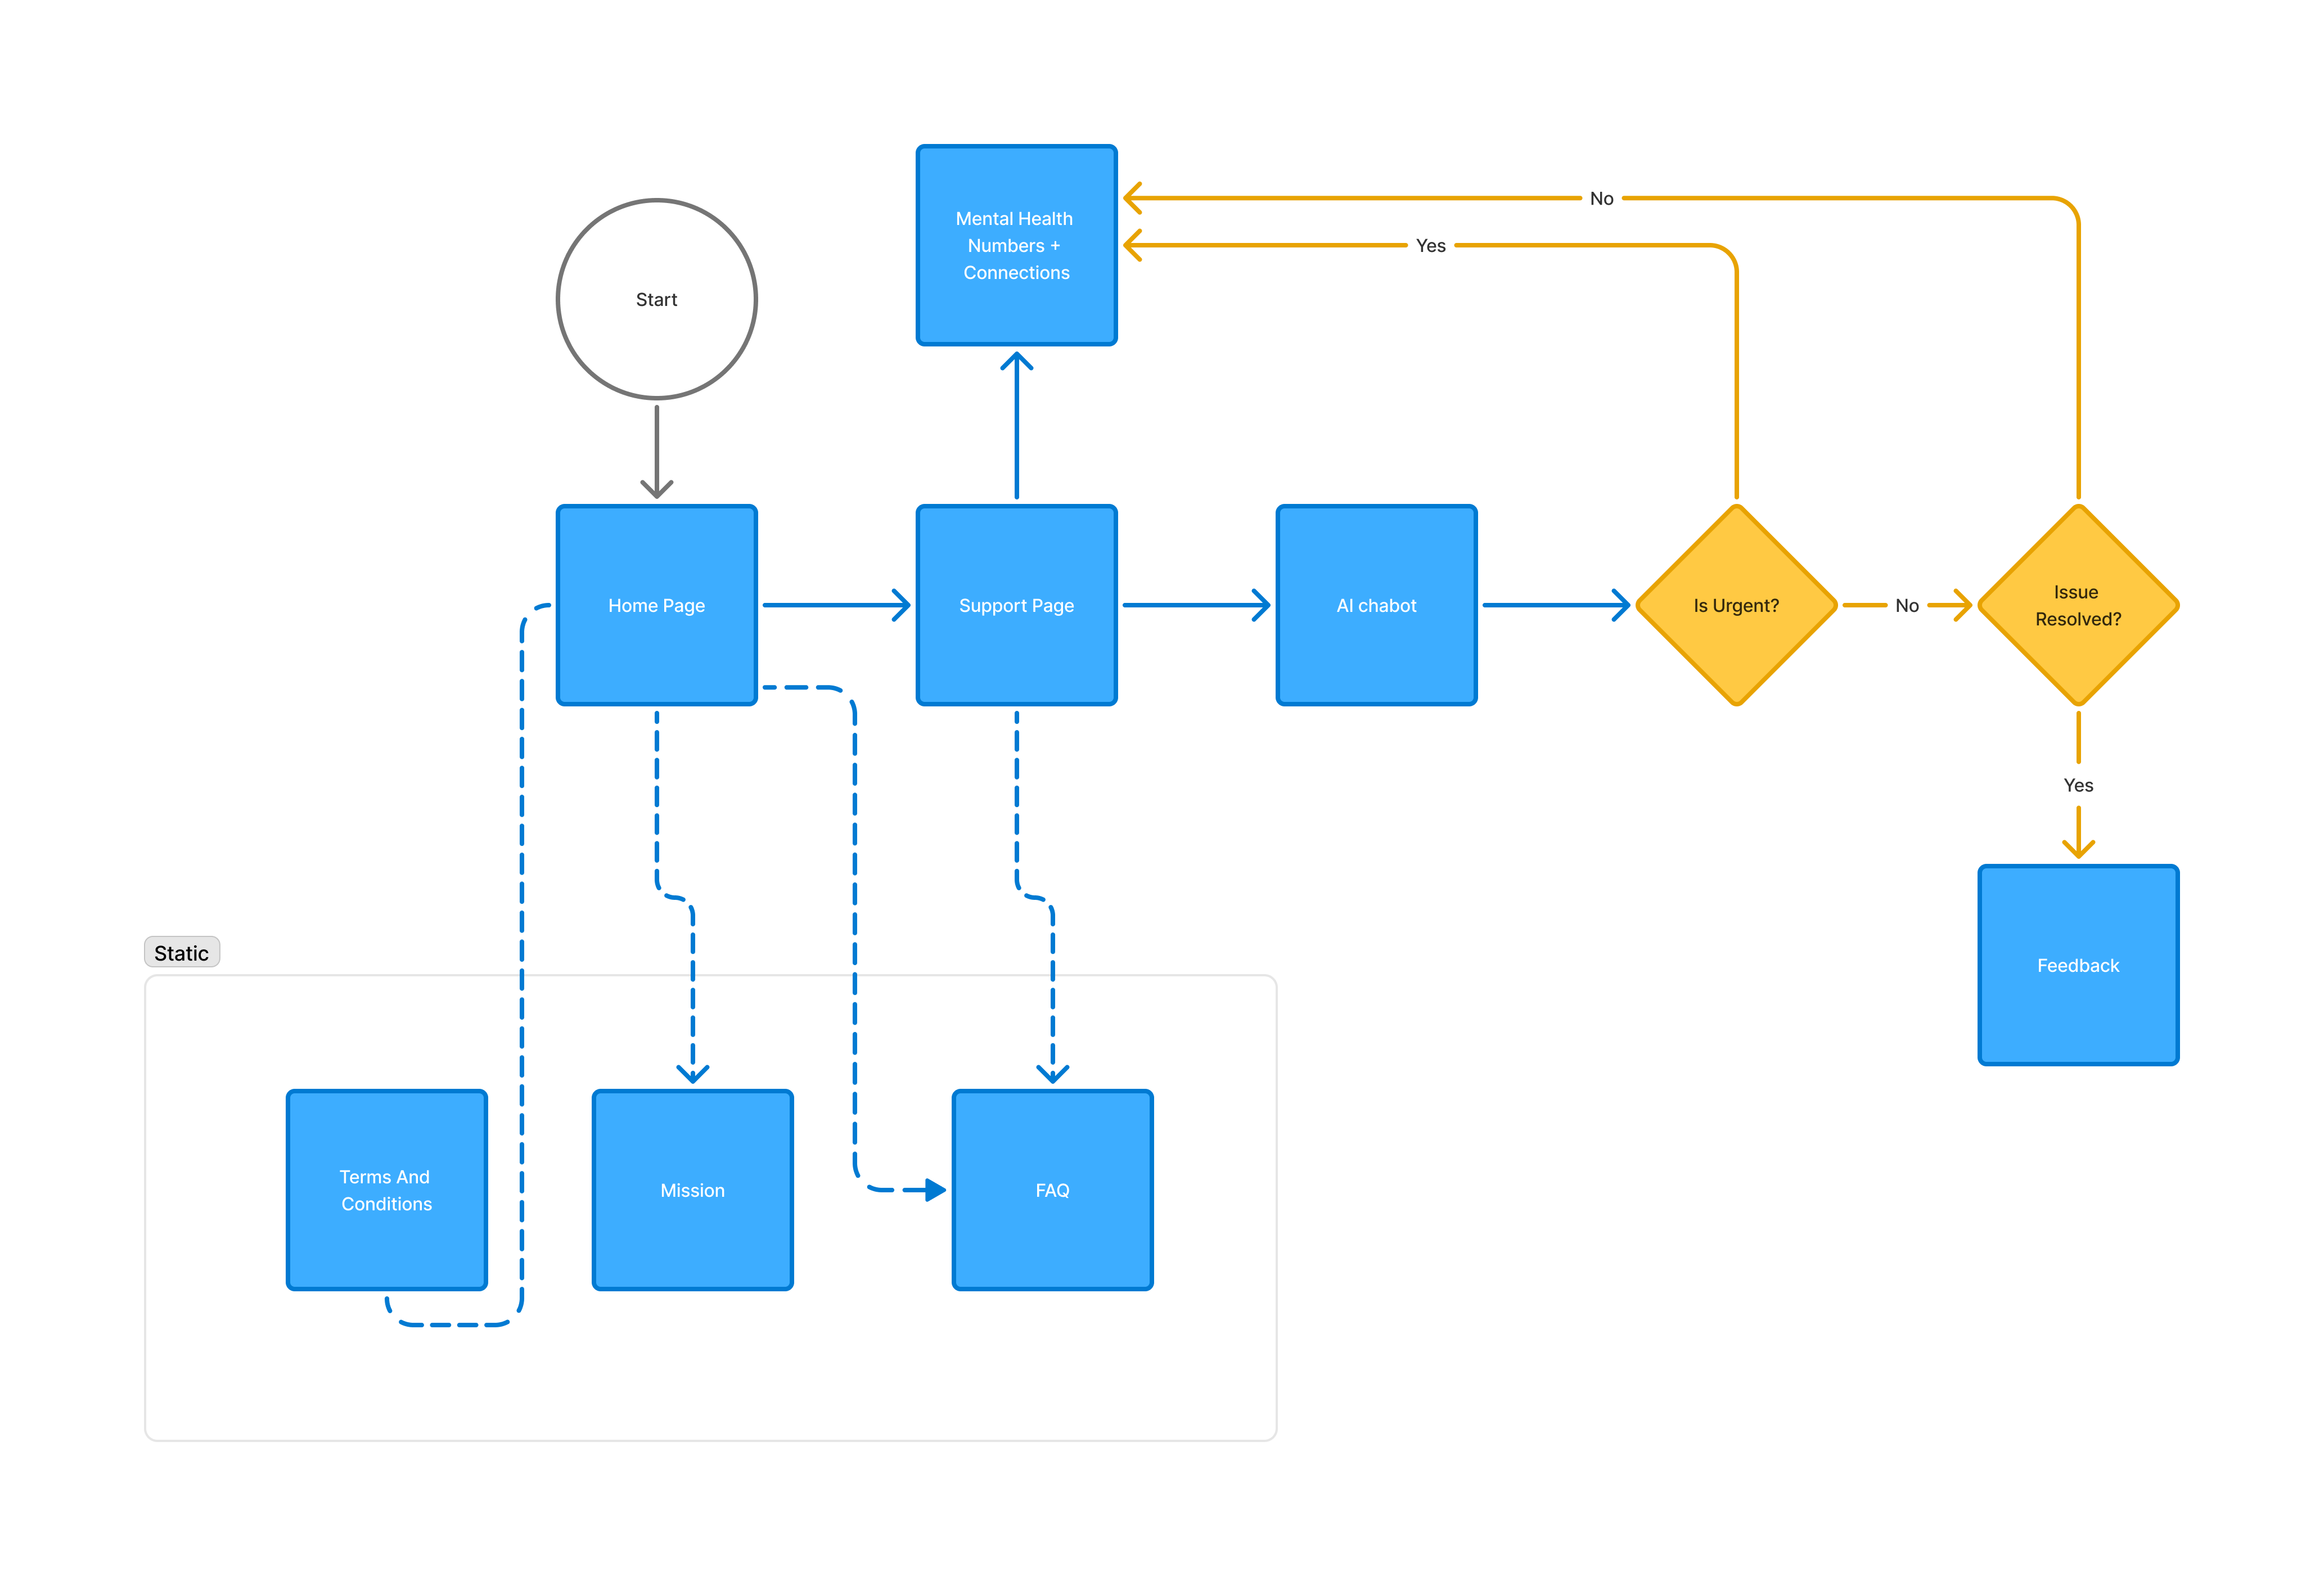 Mental Health
Numbers +
Connections
No
Yes
Start
Home Page
Support Page
AI chabot
Is Urgent?
No
Issue
Resolved?
Yes
Static
Feedback
Terms And
Conditions
Mission
FAQ